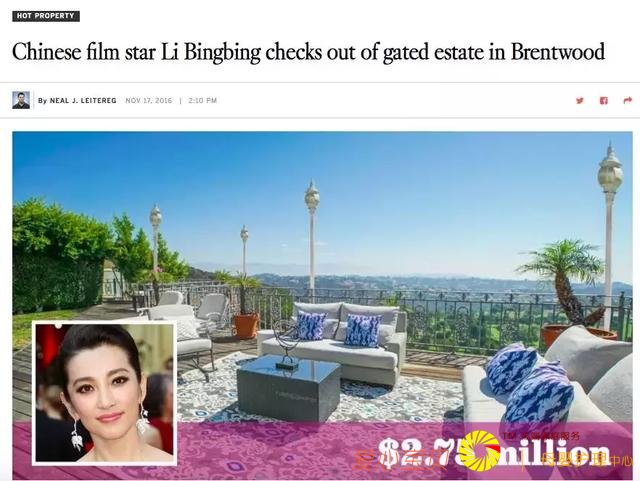 HOT PROPERTY
Chinese film star Li Bingbing checks out of gated estate in Brentwood
By NEAL J. LEITEREG NOV 17, 2016 | 2:10 PM
$2.75 million